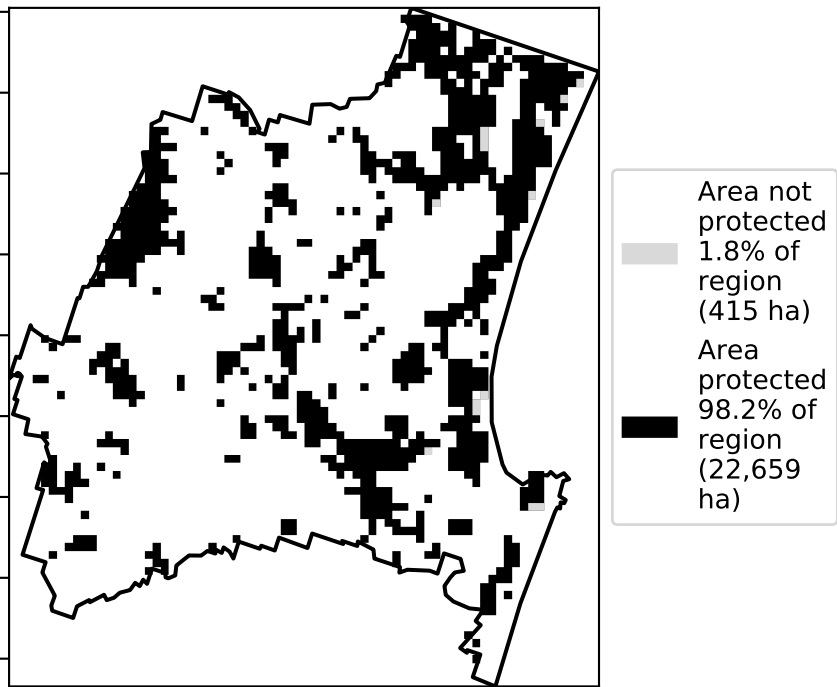 Area not
protected
1.8% of
region
(415 ha)
Area
protected
98.2% of
region
(22,659
ha)